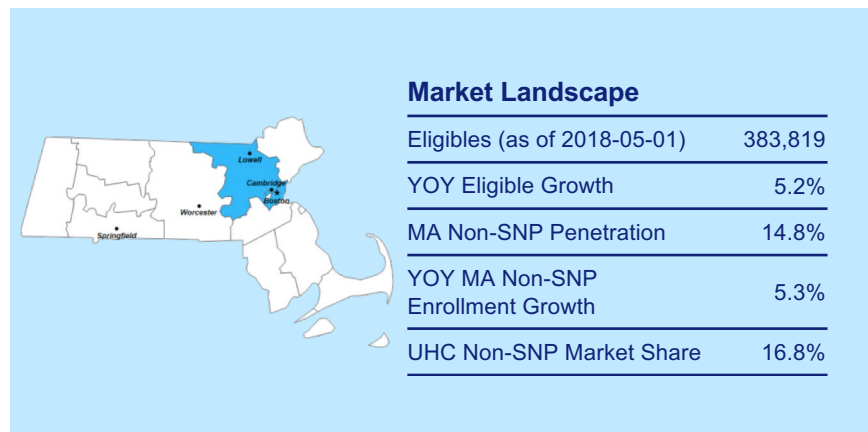 Market Landscape
Eligibles (as of 2018-05-01) 383,819
YOY Eligible Growth 5.2%
MA Non-SNP Penetration 14.8%
YOY MA Non-SNP
Enrollment Growth 5.3%
UHC Non-SNP Market Share 16.8%
Lowell
Cambridge
Boston
Worcester
Springfield